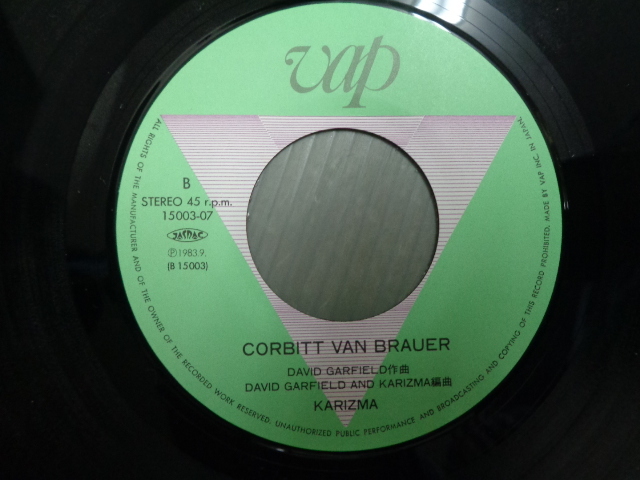 vap
B
STEREO 45 r.p.m.
15003-07
JASRAC
Ⓟ1983.9.
(B 15003)
CORBITT VAN BRAUER
DAVID GARFIELD作曲
DAVID GARFIELD AND KARIZMA編曲
KARIZMA
ALL RIGHTS OF THE MANUFACTURER AND OF THE OWNER OF THE RECORDED WORK RESERVED. UNAUTHORIZED PUBLIC PERFORMANCE AND BROADCASTING AND COPYING OF THIS RECORD PROHIBITED. MADE BY VAP INC. IN JAPAN.